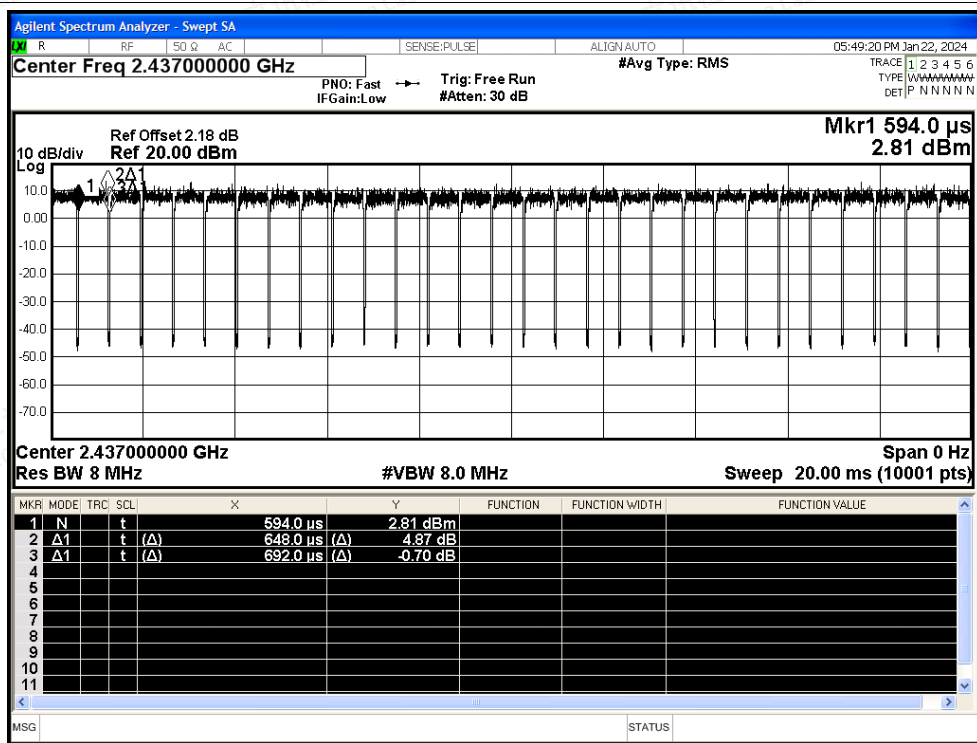 Agilent Spectrum Analyzer - Swept SA
LXI R RF 50 Ω AC SENSE:PULSE ALIGN AUTO 05:49:20 PM Jan 22, 2024
Center Freq 2.437000000 GHz
PNO: Fast
IFGain:Low
Trig: Free Run
#Atten: 30 dB
#Avg Type: RMS
TRACE 1 2 3 4 5 6
TYPE
DET P N N N N N
Mkr1 594.0 µs
2.81 dBm
Ref Offset 2.18 dB
10 dB/div Ref 20.00 dBm
Log
10.0
0.00
-10.0
-20.0
-30.0
-40.0
-50.0
-60.0
-70.0
1
2Δ1
3Δ1
Center 2.437000000 GHz Span 0 Hz
Res BW 8 MHz #VBW 8.0 MHz Sweep 20.00 ms (10001 pts)
MKR MODE TRC SCL X Y FUNCTION FUNCTION WIDTH FUNCTION VALUE
1 N t 594.0 µs 2.81 dBm
2 Δ1 t (Δ) 648.0 µs (Δ) 4.87 dB
3 Δ1 t (Δ) 692.0 µs (Δ) -0.70 dB
4
5
6
7
8
9
10
11
MSG STATUS